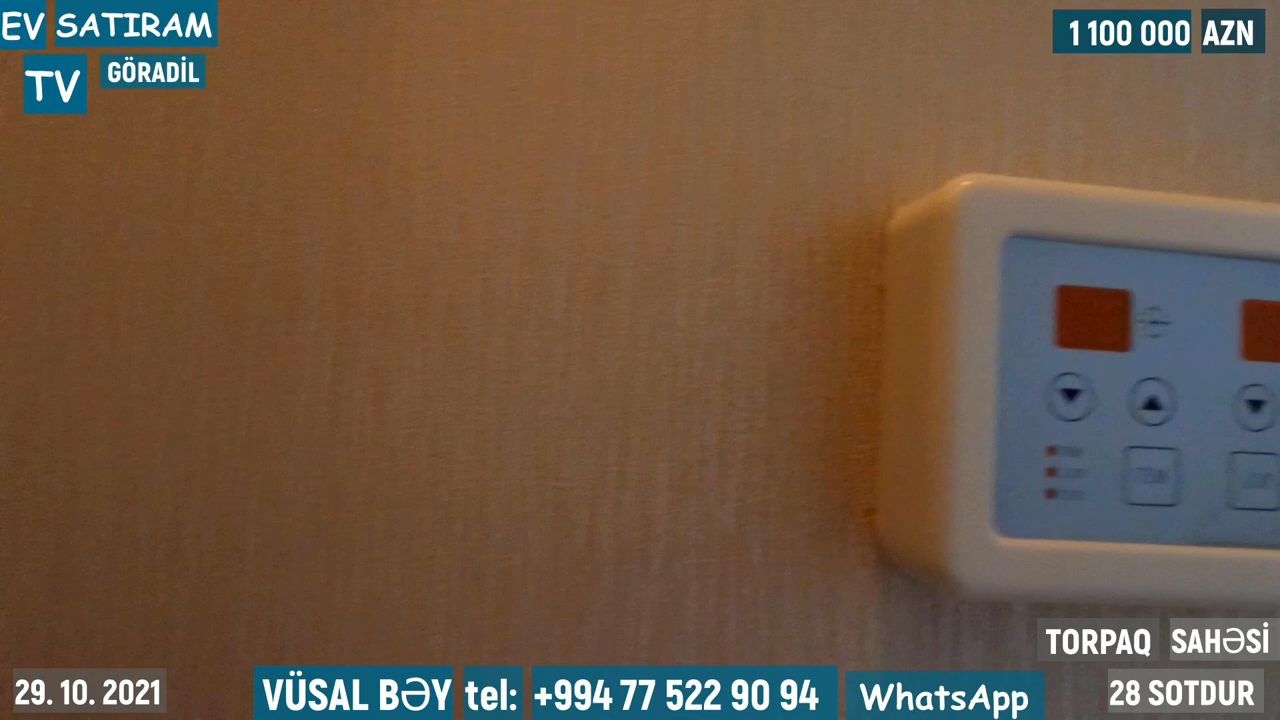 EV SATIRAM
TV GÖRADİL
1 100 000 AZN
TORPAQ SAHƏSİ
28 SOTDUR
29. 10. 2021
VÜSAL BƏY tel: +994 77 522 90 94 WhatsApp